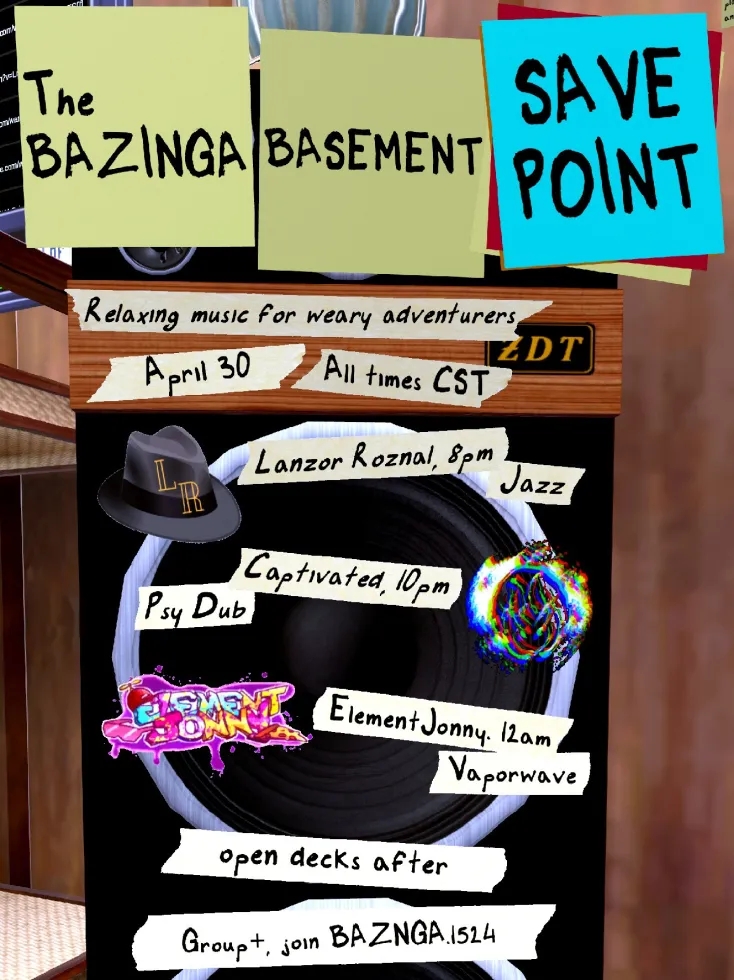 The
BAZINGA
BASEMENT
SAVE
POINT
Relaxing music for weary adventurers
ŁDT
April 30
All times CST
LR
Lanzor Roznal, 8pm
Jazz
Captivated, 10pm
Psy Dub
ELEMENT
JONNY
ElementJonny. 12am
Vaporwave
open decks after
Group+, join BAZNGA.1524